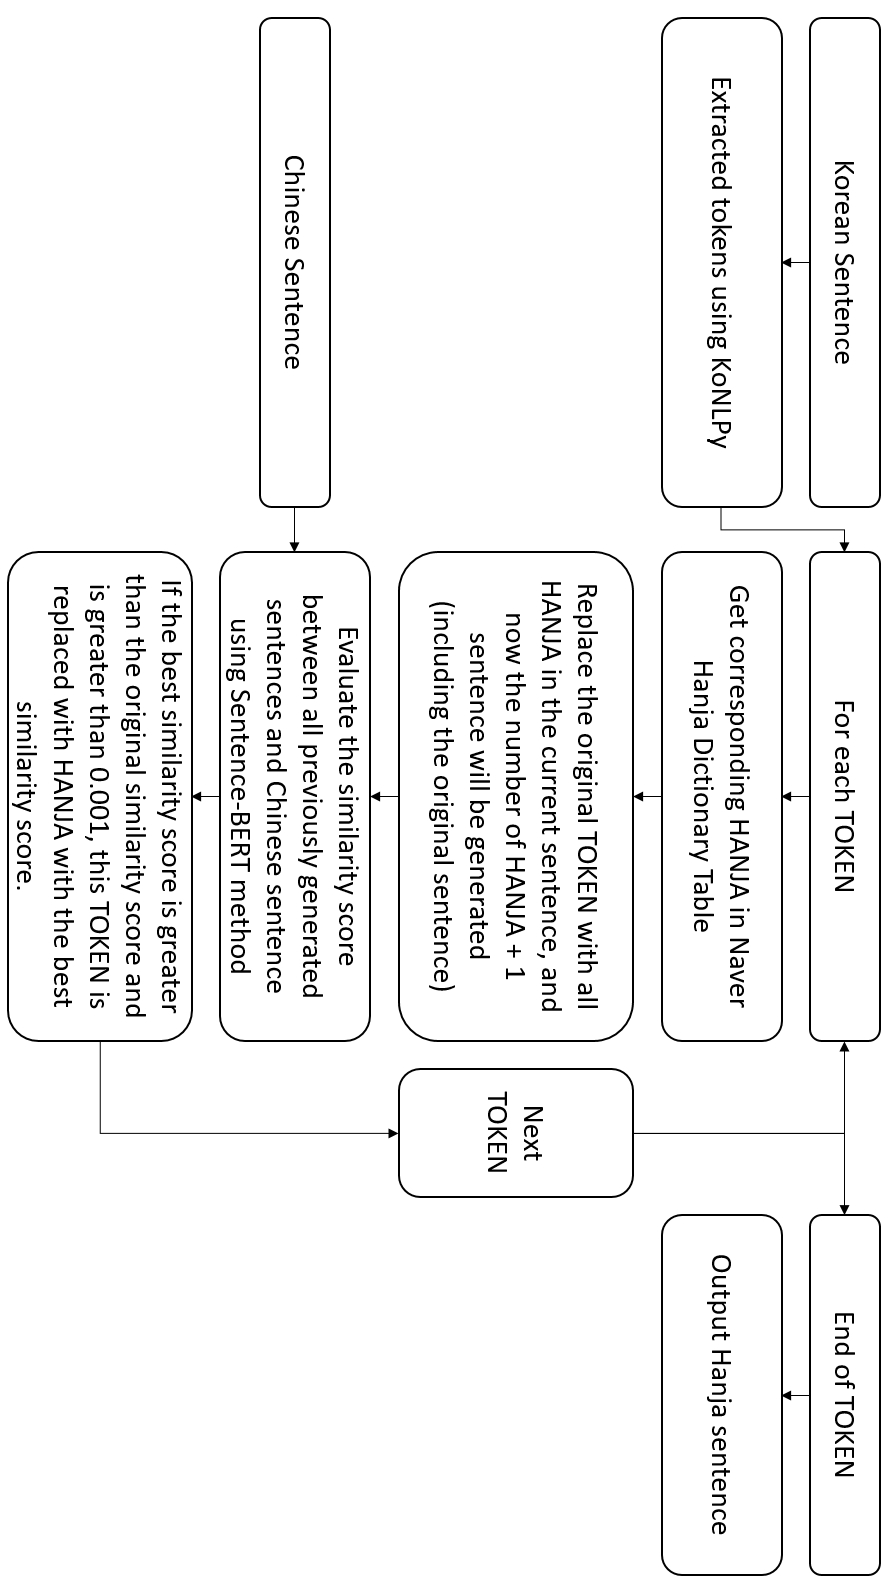 Korean Sentence
Extracted tokens using KoNLPy
Chinese Sentence
For each TOKEN
Get corresponding HANJA in Naver
Hanja Dictionary Table
Replace the original TOKEN with all
HANJA in the current sentence, and
now the number of HANJA + 1
sentence will be generated
(including the original sentence)
Evaluate the similarity score
between all previously generated
sentences and Chinese sentence
using Sentence-BERT method
If the best similarity score is greater
than the original similarity score and
is greater than 0.001, this TOKEN is
replaced with HANJA with the best
similarity score.
Next
TOKEN
End of TOKEN
Output Hanja sentence